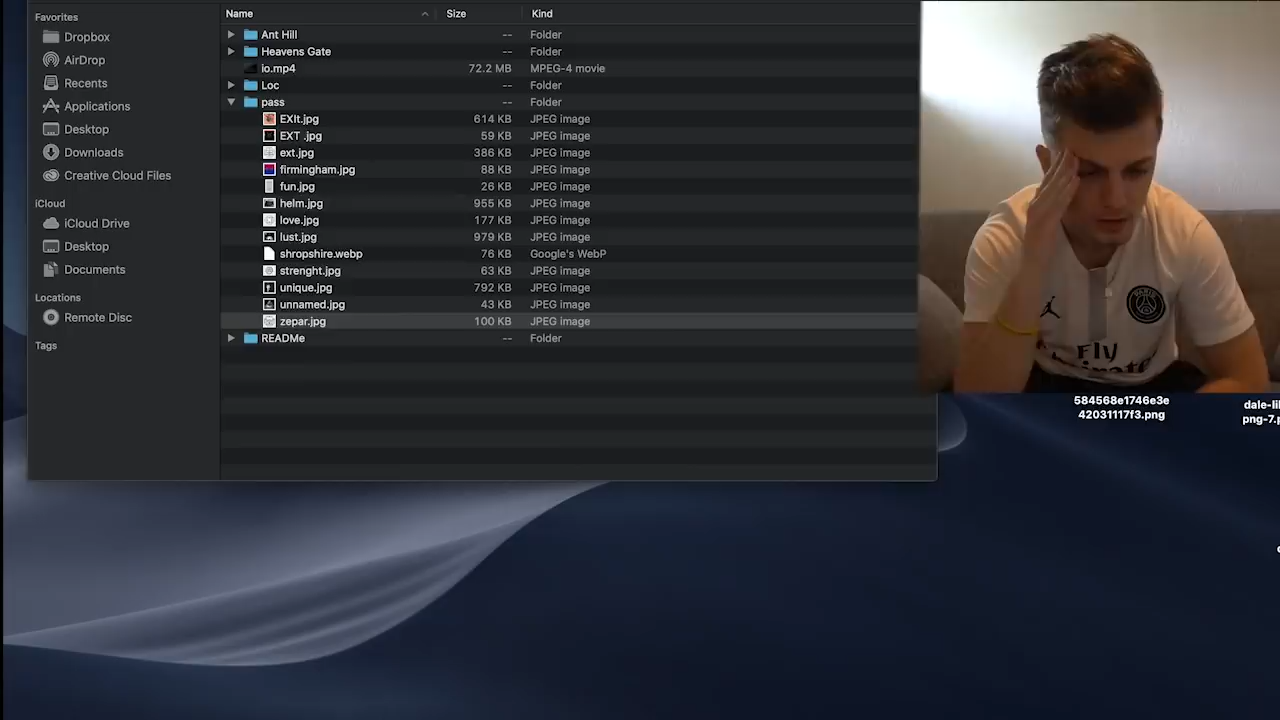 Favorites
Dropbox
AirDrop
Recents
Applications
Desktop
Downloads
Creative Cloud Files
iCloud
iCloud Drive
Desktop
Documents
Locations
Remote Disc
Tags
Name Size Kind
Ant Hill -- Folder
Heavens Gate -- Folder
io.mp4 72.2 MB MPEG-4 movie
Loc -- Folder
pass -- Folder
EXIt.jpg 614 KB JPEG image
EXT .jpg 59 KB JPEG image
ext.jpg 386 KB JPEG image
firmingham.jpg 88 KB JPEG image
fun.jpg 26 KB JPEG image
helm.jpg 955 KB JPEG image
love.jpg 177 KB JPEG image
lust.jpg 979 KB JPEG image
shropshire.webp 76 KB Google's WebP
strenght.jpg 63 KB JPEG image
unique.jpg 792 KB JPEG image
unnamed.jpg 43 KB JPEG image
zepar.jpg 100 KB JPEG image
READMe -- Folder
PARIS
Fly
584568e1746e3e
42031117f3.png